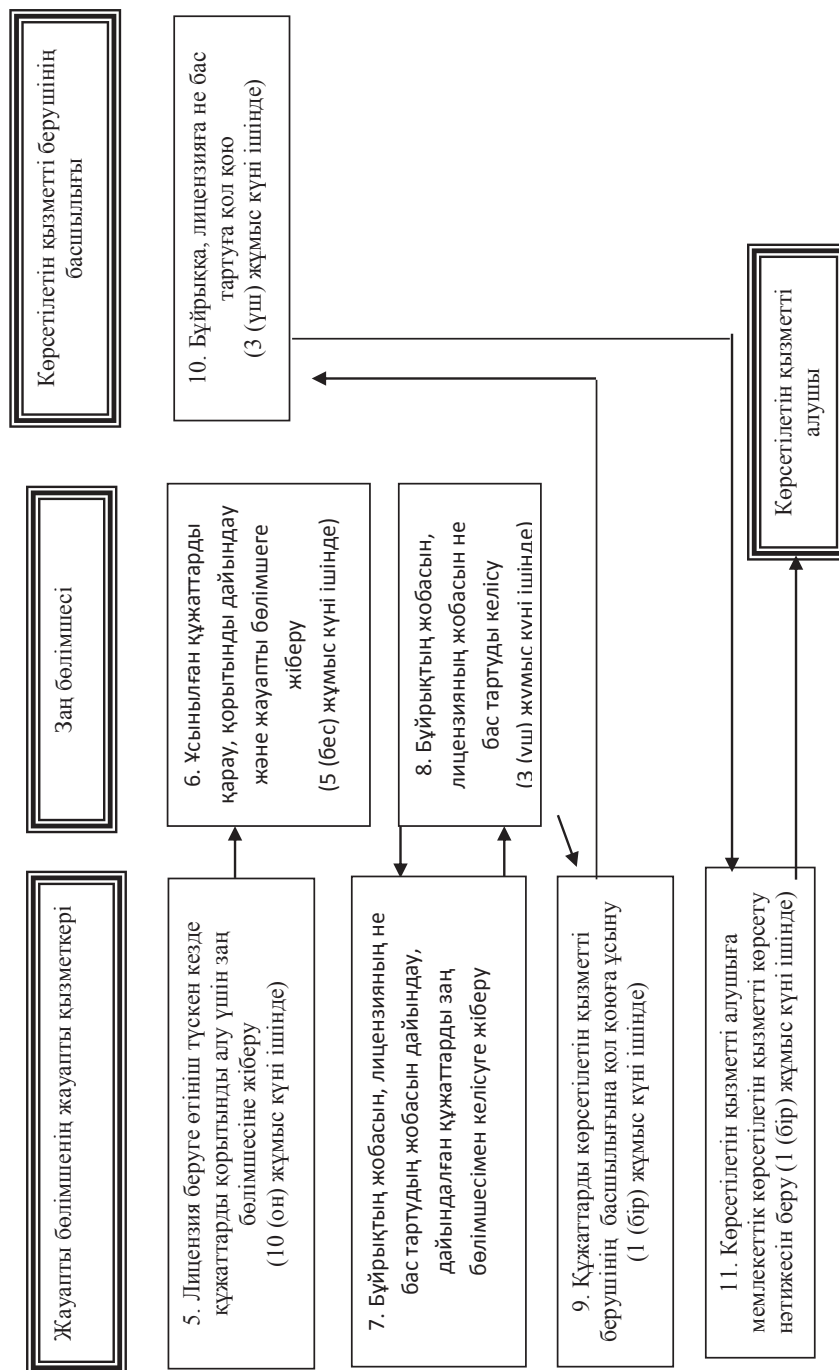 Жауапты бөлімшенің жауапты қызметкері
Заң бөлімшесі
Көрсетілетін қызметті берушінің
басшылығы
5. Лицензия беруге өтініш түскен кезде
құжаттарды қорытынды алу үшін заң
бөлімшесіне жіберу
(10 (он) жұмыс күні ішінде)
6. Ұсынылған құжаттарды
қарау, қорытынды дайындау
және жауапты бөлімшеге
жіберу
(5 (бес) жұмыс күні ішінде)
7. Бұйрықтың жобасын, лицензияның не
бас тартудың жобасын дайындау,
дайындалған құжаттарды заң
бөлімшесімен келісуге жіберу
8. Бұйрықтың жобасын,
лицензияның жобасын не
бас тартуды келісу
(3 (үш) жұмыс күні ішінде)
9. Құжаттарды көрсетілетін қызметті
берушінің басшылығына қол қоюға ұсыну
(1 (бір) жұмыс күні ішінде)
10. Бұйрыққа, лицензияға не бас
тартуға қол қою
(3 (үш) жұмыс күні ішінде)
11. Көрсетілетін қызметті алушыға
мемлекеттік көрсетілетін қызметті көрсету
нәтижесін беру (1 (бір) жұмыс күні ішінде)
Көрсетілетін қызметті
алушы